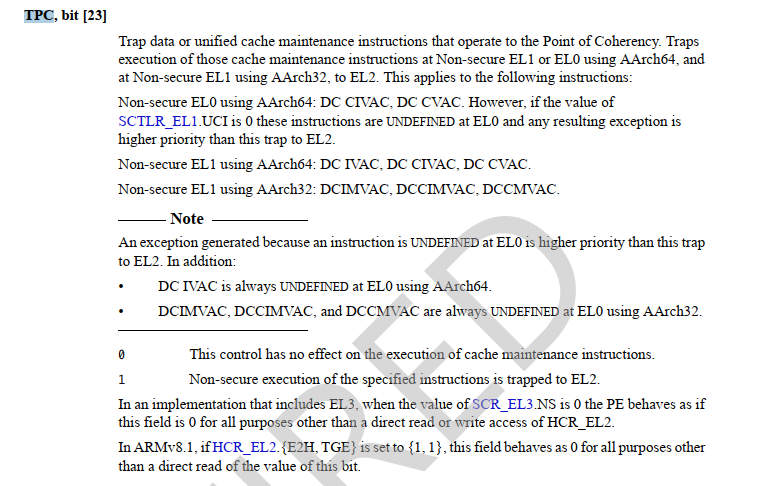 TPC, bit [23]
Trap data or unified cache maintenance instructions that operate to the Point of Coherency. Traps
execution of those cache maintenance instructions at Non-secure EL1 or EL0 using AArch64, and
at Non-secure EL1 using AArch32, to EL2. This applies to the following instructions:
Non-secure EL0 using AArch64: DC CIVAC, DC CVAC. However, if the value of
SCTLR_EL1.UCI is 0 these instructions are UNDEFINED at EL0 and any resulting exception is
higher priority than this trap to EL2.
Non-secure EL1 using AArch64: DC IVAC, DC CIVAC, DC CVAC.
Non-secure EL1 using AArch32: DCIMVAC, DCCIMVAC, DCCMVAC.
Note
An exception generated because an instruction is UNDEFINED at EL0 is higher priority than this trap
to EL2. In addition:
• DC IVAC is always UNDEFINED at EL0 using AArch64.
• DCIMVAC, DCCIMVAC, and DCCMVAC are always UNDEFINED at EL0 using AArch32.
0 This control has no effect on the execution of cache maintenance instructions.
1 Non-secure execution of the specified instructions is trapped to EL2.
In an implementation that includes EL3, when the value of SCR_EL3.NS is 0 the PE behaves as if
this field is 0 for all purposes other than a direct read or write access of HCR_EL2.
In ARMv8.1, if HCR_EL2.{E2H, TGE} is set to {1, 1}, this field behaves as 0 for all purposes other
than a direct read of the value of this bit.
IRED